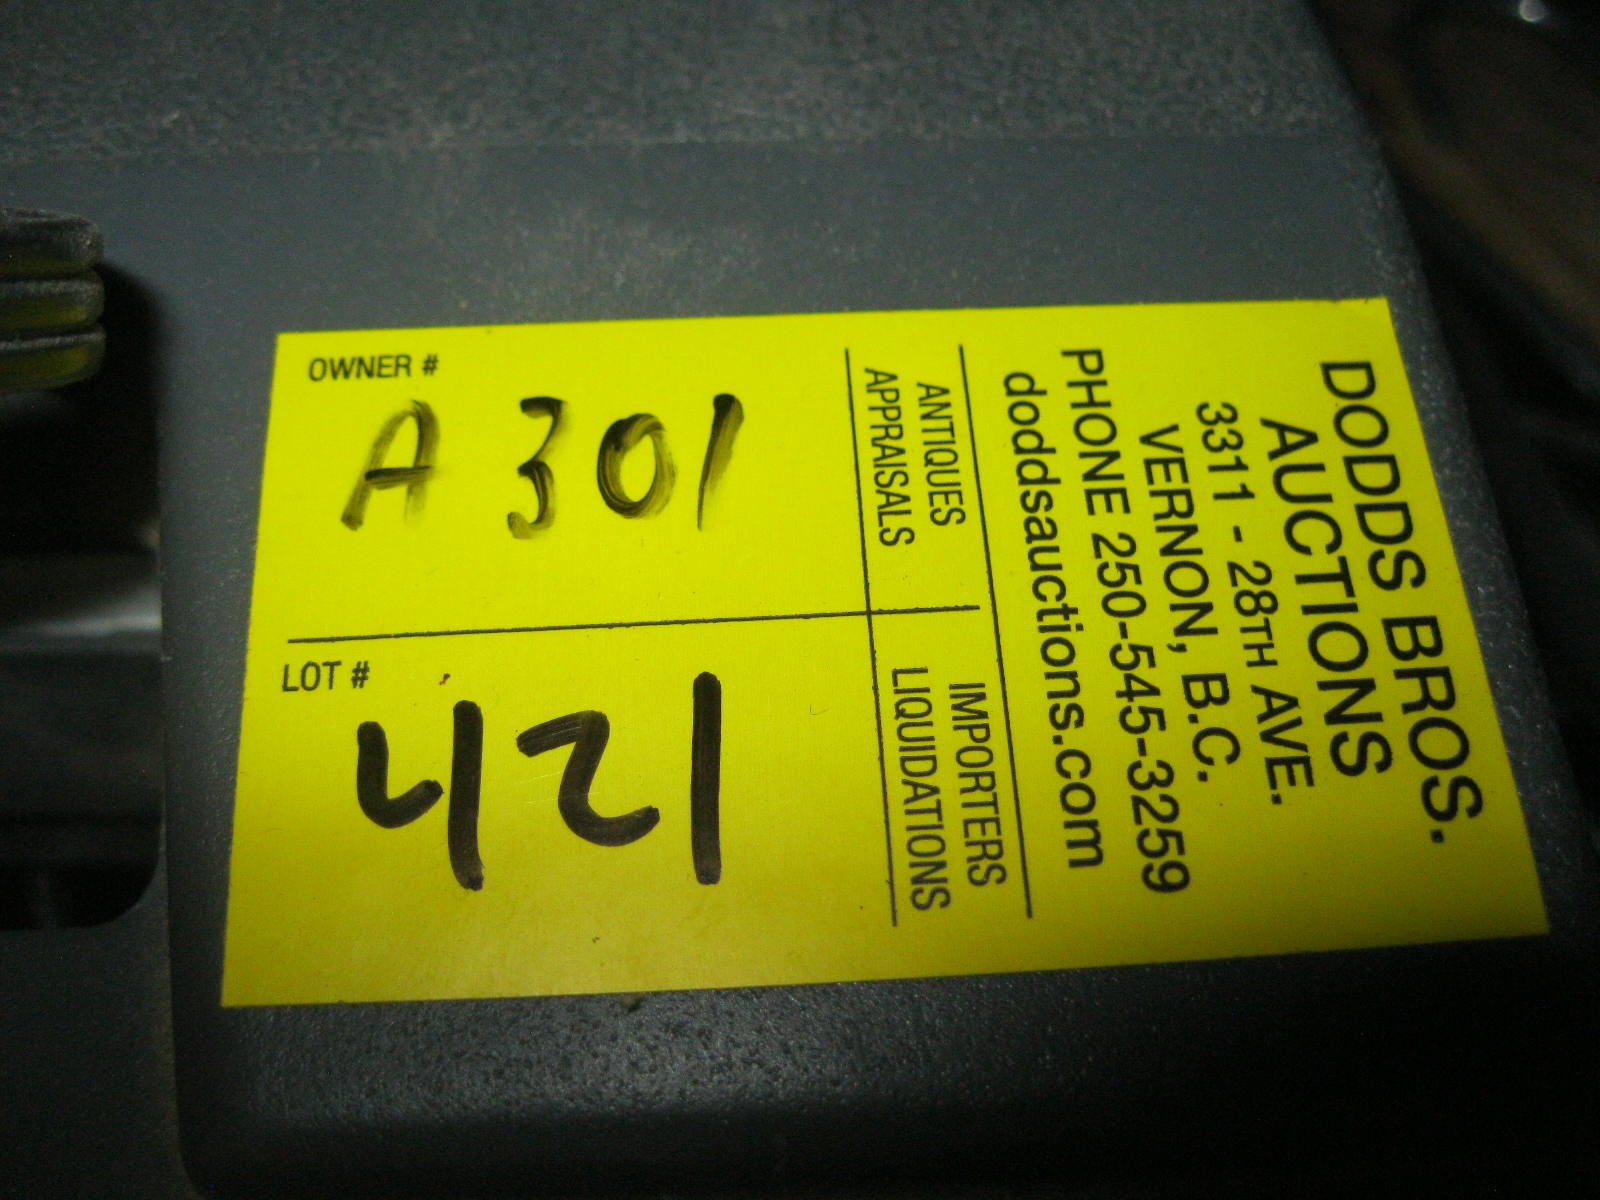 DODDS BROS.
AUCTIONS
3311 - 28TH AVE.
VERNON, B.C.
PHONE 250-545-3259
doddsauctions.com
ANTIQUES
APPRAISALS
IMPORTERS
LIQUIDATIONS
OWNER #
A 301
LOT #
421